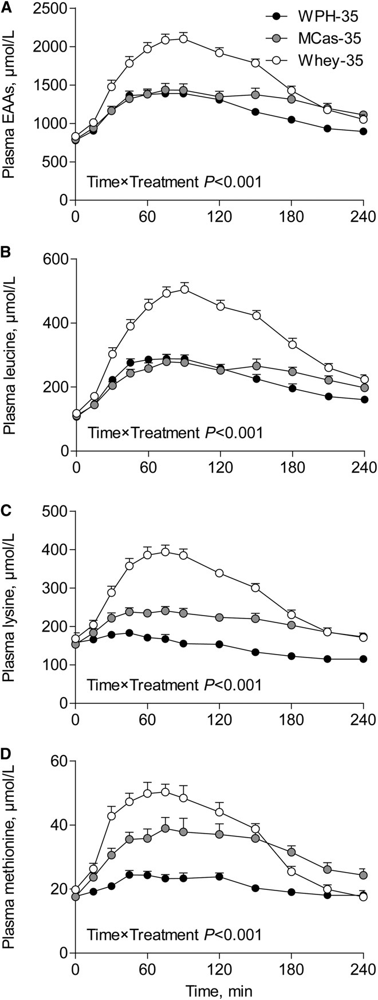 A
Plasma EAAs, μmol/L
2500
2000
1500
1000
500
0
WPH-35
MCas-35
Whey-35
Time×Treatment P<0.001
0 60 120 180 240
B
Plasma leucine, μmol/L
600
400
200
0
Time×Treatment P<0.001
0 60 120 180 240
C
Plasma lysine, μmol/L
500
400
300
200
100
0
Time×Treatment P<0.001
0 60 120 180 240
D
Plasma methionine, μmol/L
60
40
20
0
Time×Treatment P<0.001
0 60 120 180 240
Time, min